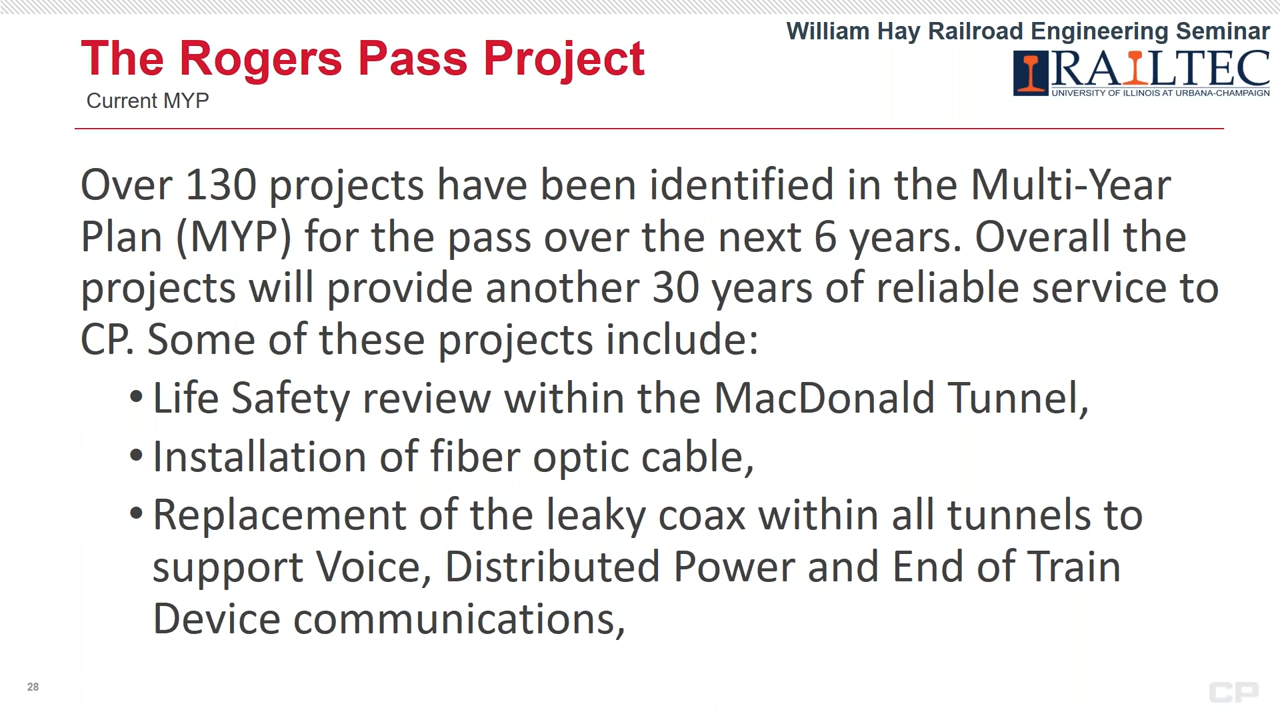 William Hay Railroad Engineering Seminar
The Rogers Pass Project
RAILTEC
Current MYP
UNIVERSITY OF ILLINOIS AT URBANA-CHAMPAIGN
Over 130 projects have been identified in the Multi-Year
Plan (MYP) for the pass over the next 6 years. Overall the
projects will provide another 30 years of reliable service to
CP. Some of these projects include:
• Life Safety review within the MacDonald Tunnel,
• Installation of fiber optic cable,
• Replacement of the leaky coax within all tunnels to
support Voice, Distributed Power and End of Train
Device communications,
28
CP